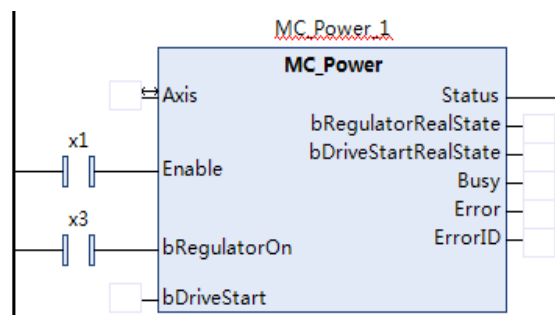 MC_Power_1
MC_Power
Axis
Status
bRegulatorRealState
bDriveStartRealState
x1
Enable
Busy
Error
x3
ErrorID
bRegulatorOn
bDriveStart